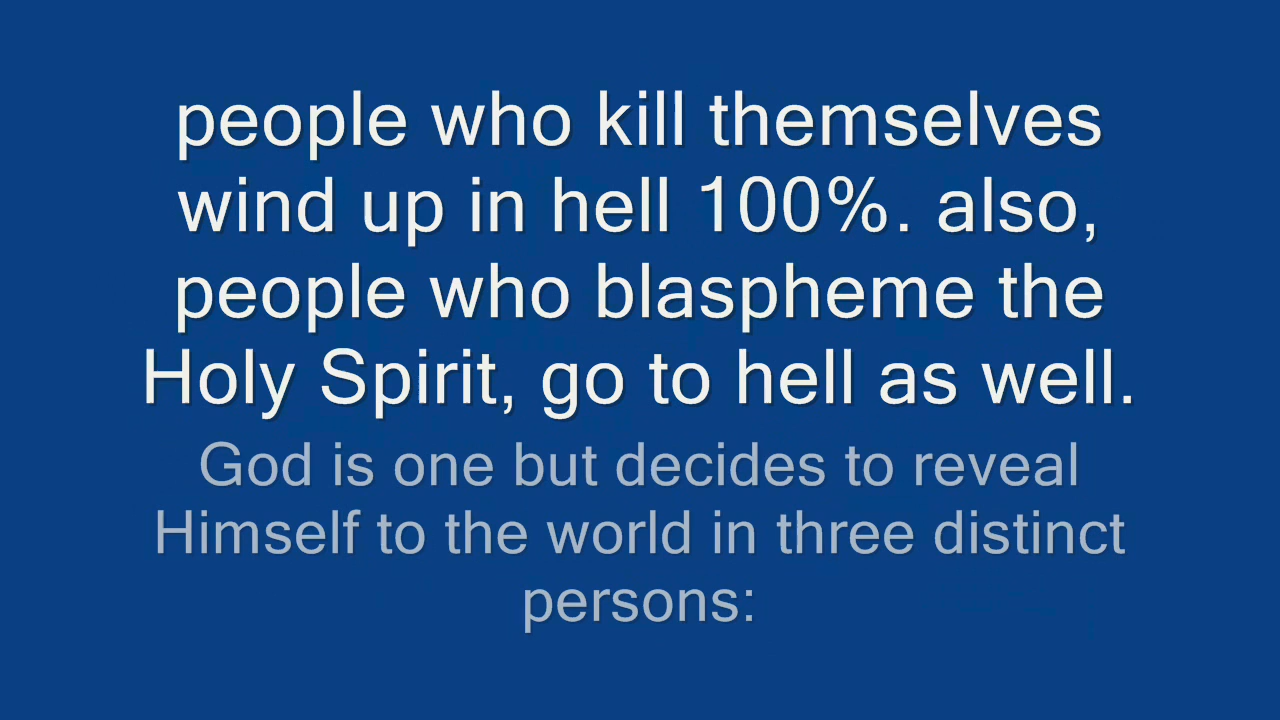 people who kill themselves
wind up in hell 100%. also,
people who blaspheme the
Holy Spirit, go to hell as well.
God is one but decides to reveal
Himself to the world in three distinct
persons: